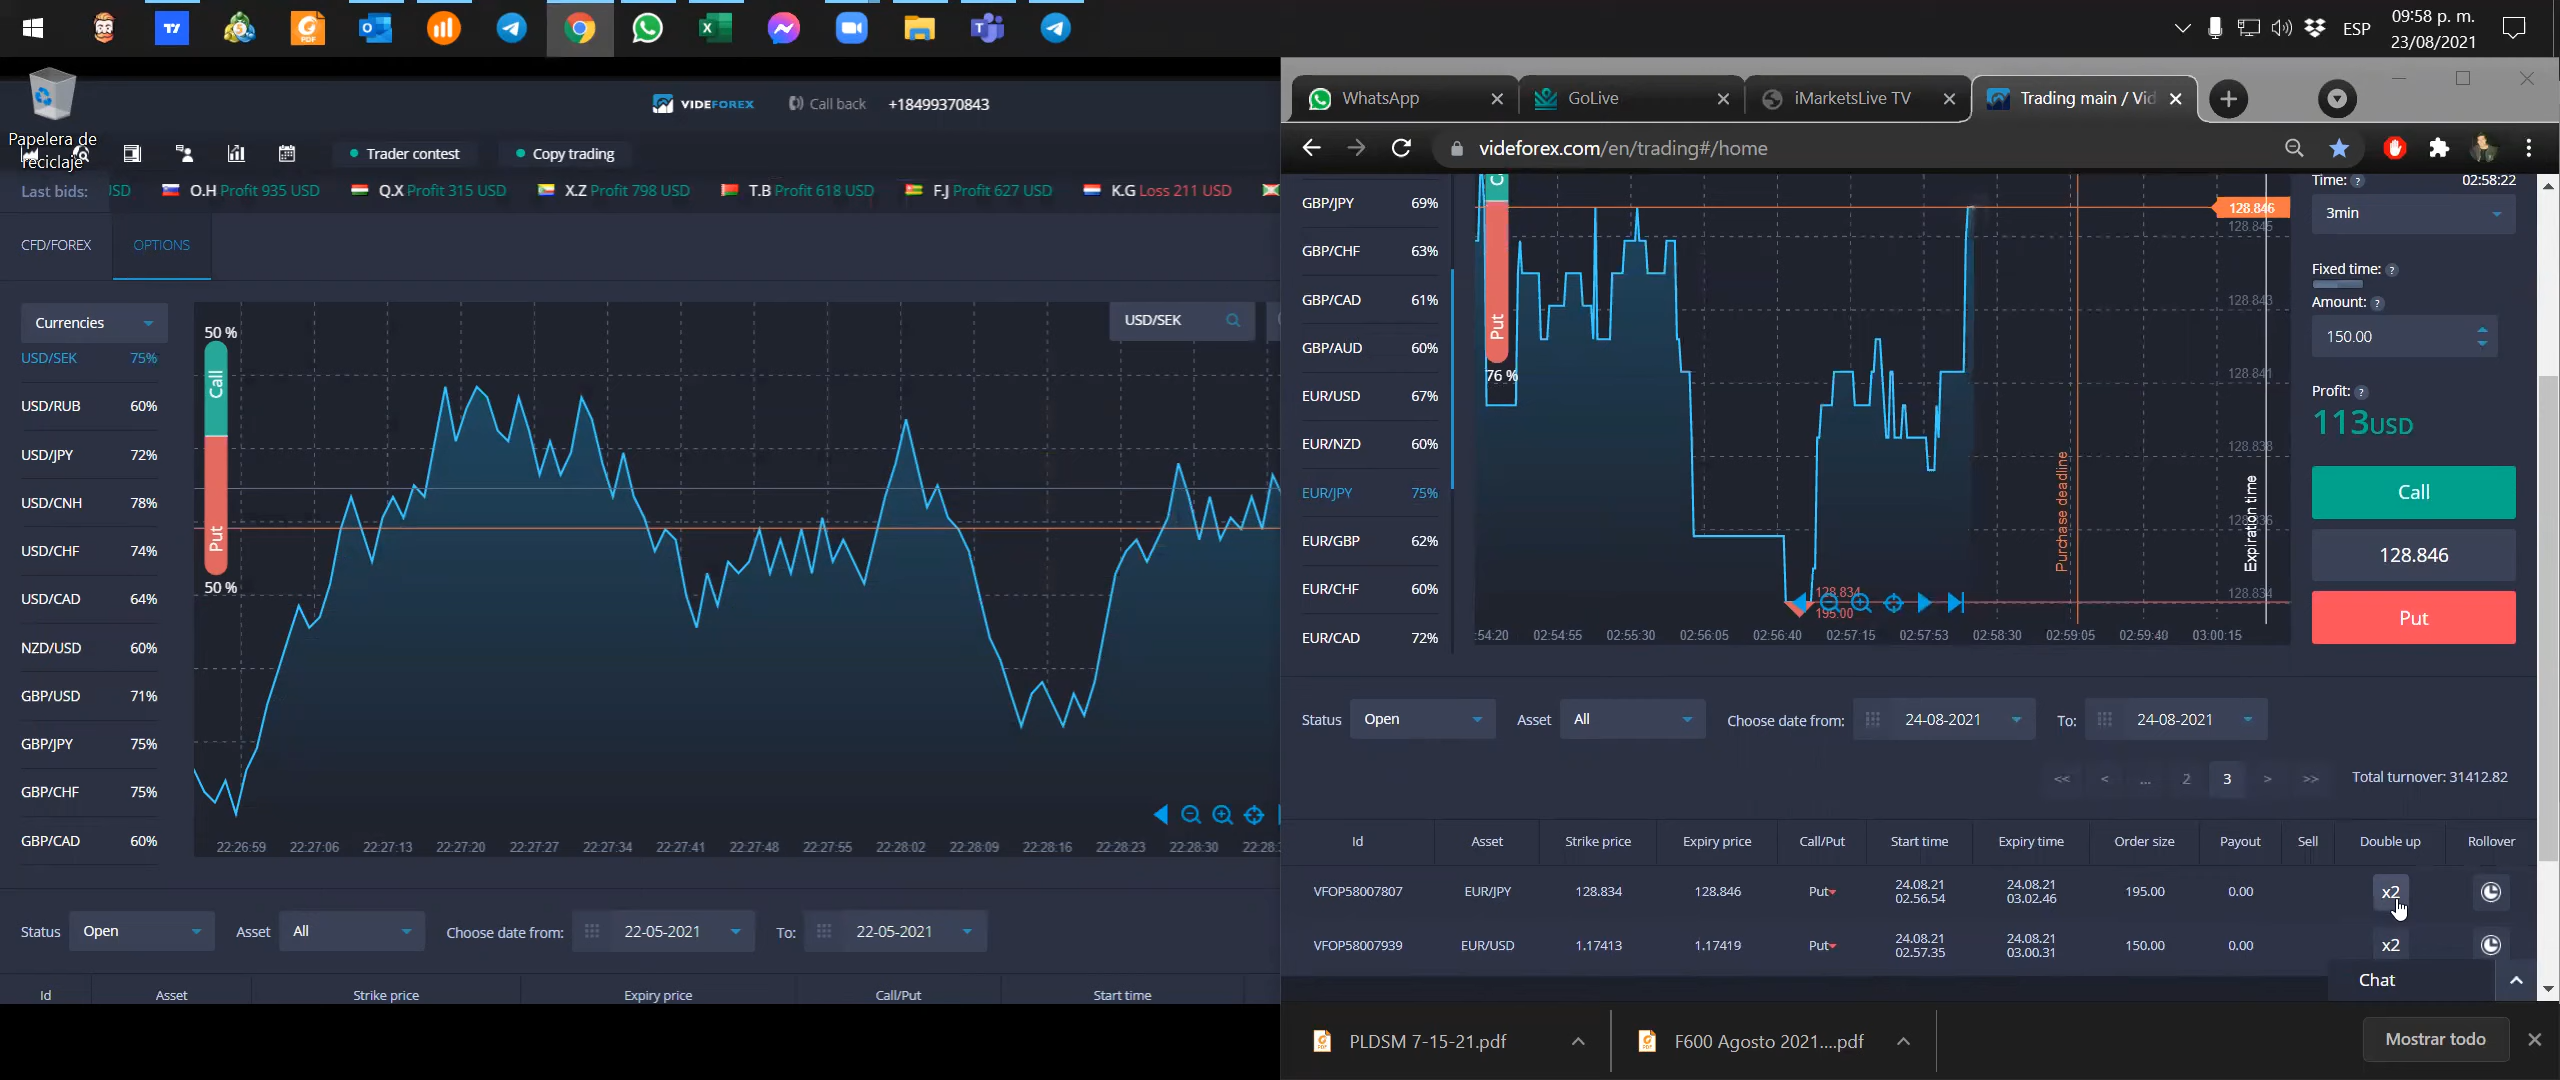 09:58 p. m.
ESP
23/08/2021
Papelera de
reciclaje
VIDEFOREX
Call back
+18499370843
Trader contest
Copy trading
Last bids:
O.H Profit 935 USD
Q.X Profit 315 USD
X.Z Profit 798 USD
T.B Profit 618 USD
F.J Profit 627 USD
K.G Loss 211 USD
CFD/FOREX
OPTIONS
Currencies
USD/SEK 75%
USD/RUB 60%
USD/JPY 72%
USD/CNH 78%
USD/CHF 74%
USD/CAD 64%
NZD/USD 60%
GBP/USD 71%
GBP/JPY 75%
GBP/CHF 75%
GBP/CAD 60%
50 %
Call
Put
50 %
USD/SEK
22:26:59 22:27:06 22:27:13 22:27:20 22:27:27 22:27:34 22:27:41 22:27:48 22:27:55 22:28:02 22:28:09 22:28:16 22:28:23 22:28:30
Status Open
Asset All
Choose date from: 22-05-2021
To: 22-05-2021
Id Asset Strike price Expiry price Call/Put Start time
WhatsApp
GoLive
iMarketsLive TV
Trading main / Vid
videforex.com/en/trading#/home
GBP/JPY 69%
GBP/CHF 63%
GBP/CAD 61%
GBP/AUD 60%
EUR/USD 67%
EUR/NZD 60%
EUR/JPY 75%
EUR/GBP 62%
EUR/CHF 60%
EUR/CAD 72%
Put
76 %
128.846
128.845
128.843
128.841
128.838
128.834
Purchase deadline
Expiration time
128.834
195.00
:54:20 02:54:55 02:55:30 02:56:05 02:56:40 02:57:15 02:57:53 02:58:30 02:59:05 02:59:40 03:00:15
Time: ? 02:58:22
3min
Fixed time: ?
Amount: ?
150.00
Profit: ?
113USD
Call
128.846
Put
Status Open
Asset All
Choose date from: 24-08-2021
To: 24-08-2021
<< < ... 2 3 > >>
Total turnover: 31412.82
Id Asset Strike price Expiry price Call/Put Start time Expiry time Order size Payout Sell Double up Rollover
VFOP58007807 EUR/JPY 128.834 128.846 Put 24.08.21 02.56.54 24.08.21 03.02.46 195.00 0.00 x2
VFOP58007939 EUR/USD 1.17413 1.17419 Put 24.08.21 02.57.35 24.08.21 03.00.31 150.00 0.00 x2
Chat
PLDSM 7-15-21.pdf
F600 Agosto 2021....pdf
Mostrar todo